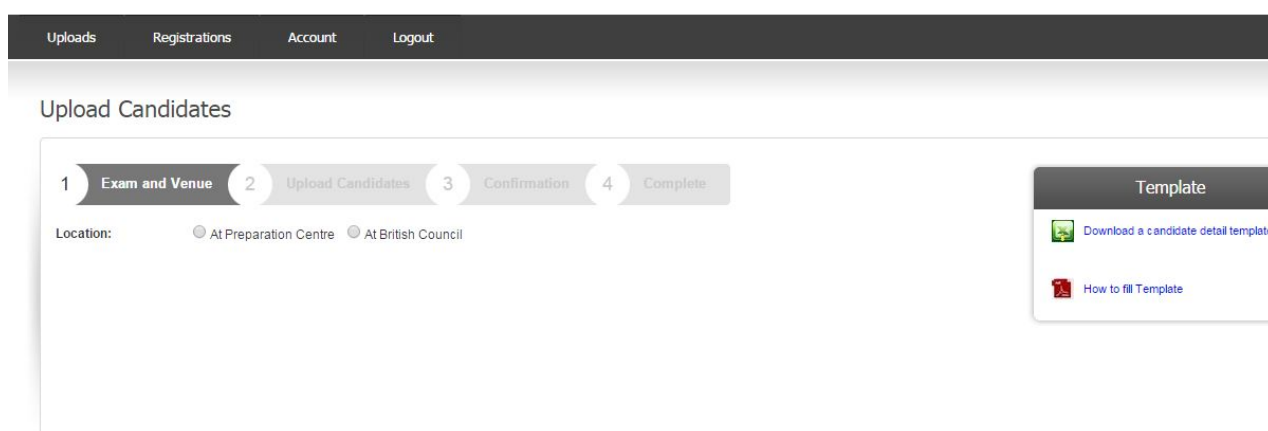 Uploads Registrations Account Logout
Upload Candidates
1 Exam and Venue 2 Upload Candidates 3 Confirmation 4 Complete
Location: At Preparation Centre At British Council
Template
Download a candidate detail template
How to fill Template